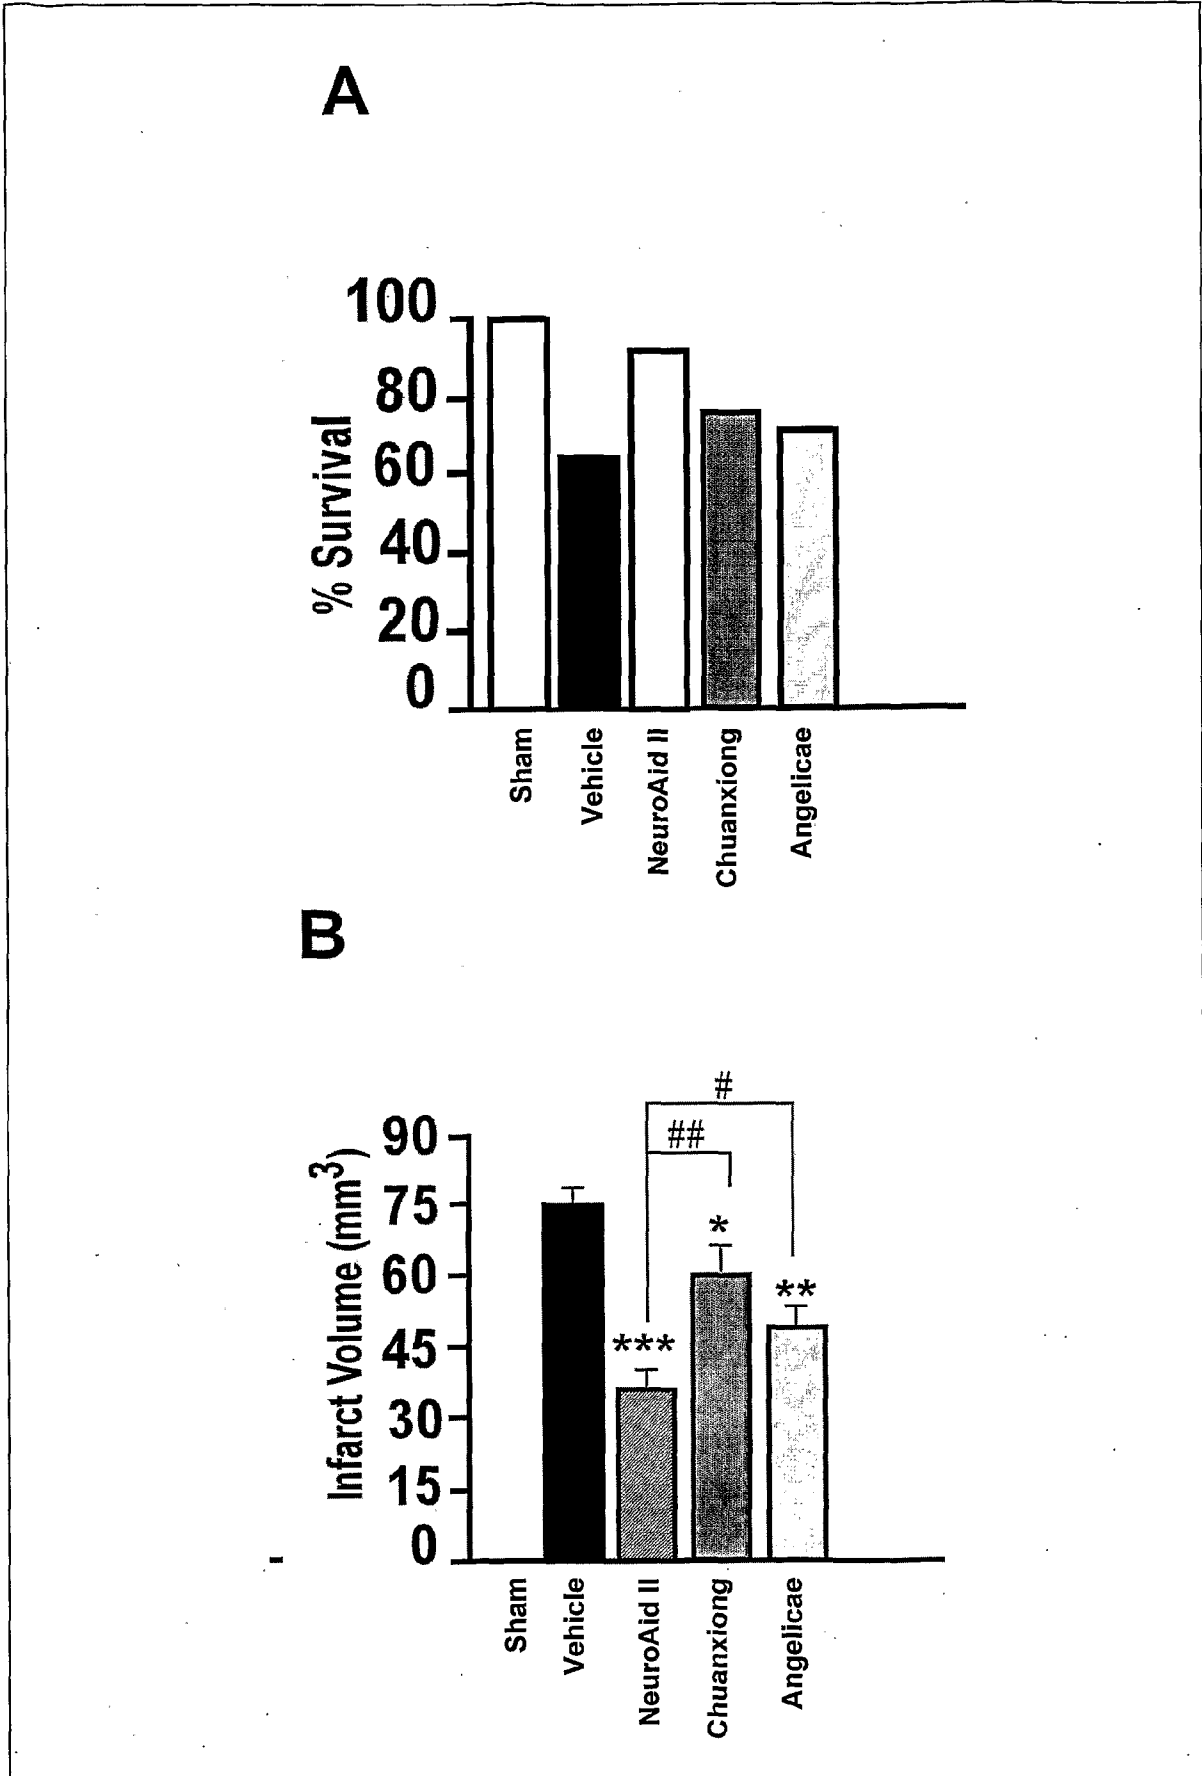 A
100
80
60
40
20
0
% Survival
Sham
Vehicle
NeuroAid II
Chuanxiong
Angelicae
B
#
##
90
75
60
45
30
15
0
Infarct Volume (mm³)
*
**
***
Sham
Vehicle
NeuroAid II
Chuanxiong
Angelicae